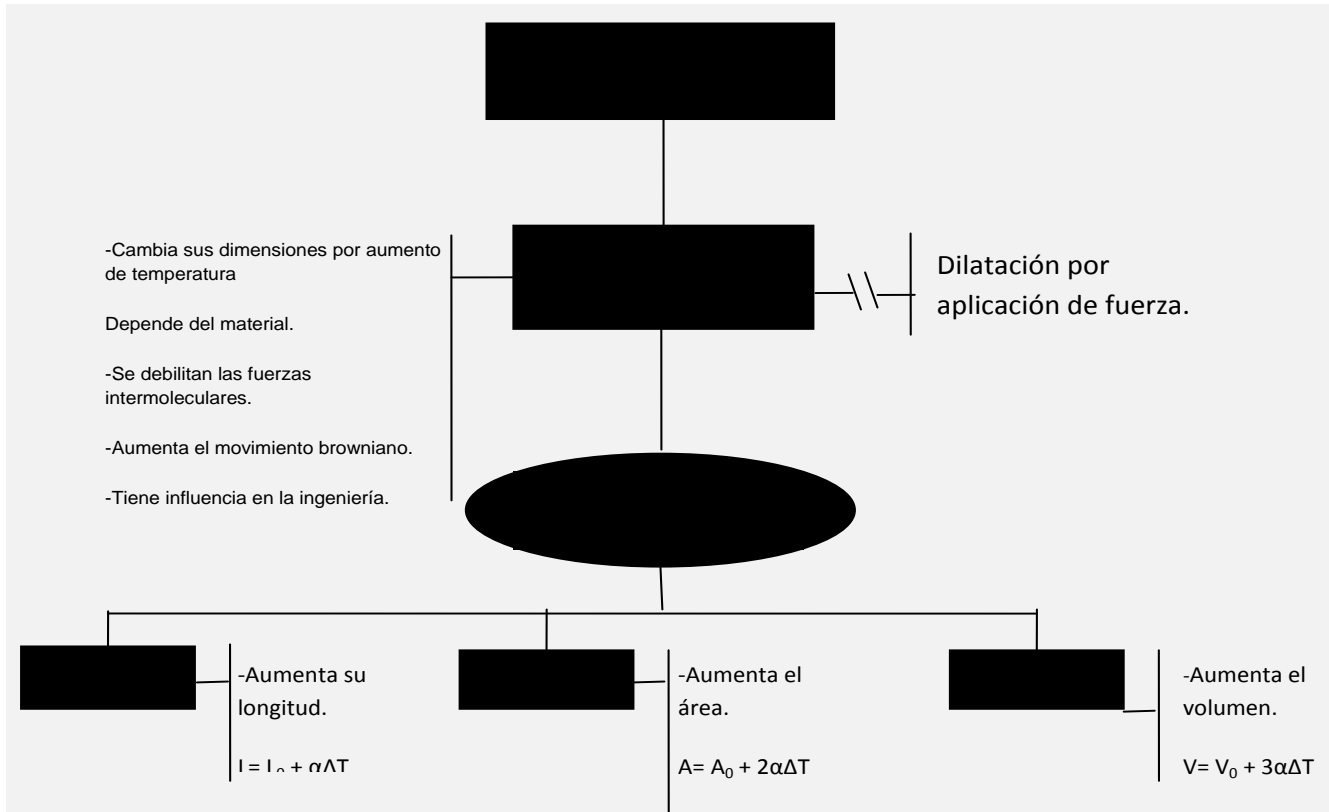 -Cambia sus dimensiones por aumento
de temperatura
Depende del material.
-Se debilitan las fuerzas
intermoleculares.
-Aumenta el movimiento browniano.
-Tiene influencia en la ingeniería.
Dilatación por
aplicación de fuerza.
-Aumenta su
longitud.
L= L₀ + αΔT
-Aumenta el
área.
A= A₀ + 2αΔT
-Aumenta el
volumen.
V= V₀ + 3αΔT